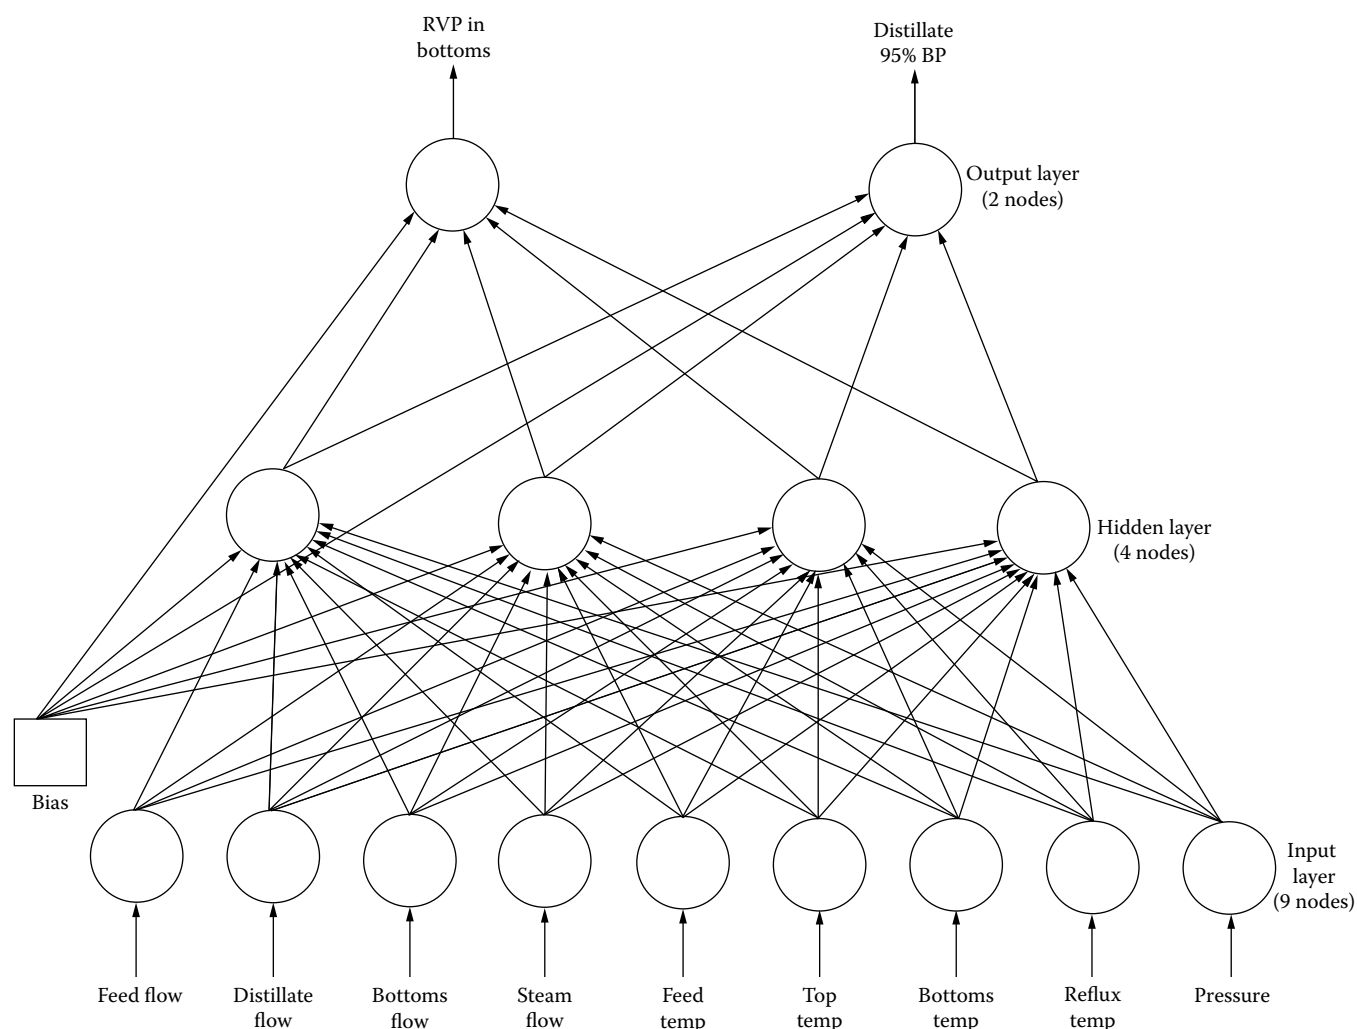 RVP in
bottoms
Distillate
95% BP
Output layer
(2 nodes)
Hidden layer
(4 nodes)
Bias
Input
layer
(9 nodes)
Feed flow
Distillate
flow
Bottoms
flow
Steam
flow
Feed
temp
Top
temp
Bottoms
temp
Reflux
temp
Pressure